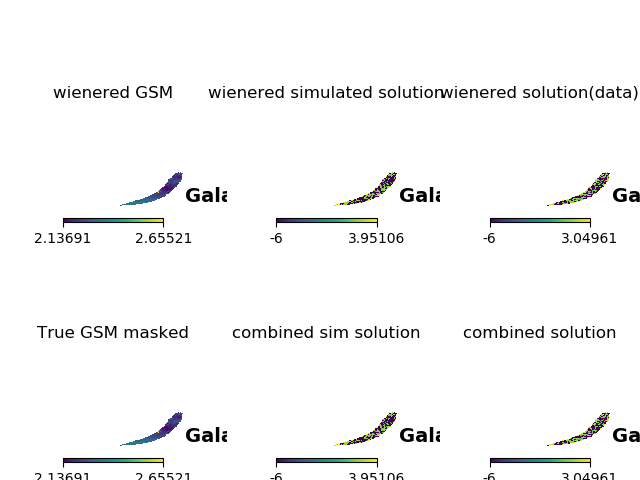 wienered GSM wienered simulated solution wienered solution(data)
Gala Gala Ga
2.13691 2.65521 -6 3.95106 -6 3.04961
True GSM masked combined sim solution combined solution
Gala Gala Ga
2.13691 2.65521 -6 3.95106 -6 3.04961